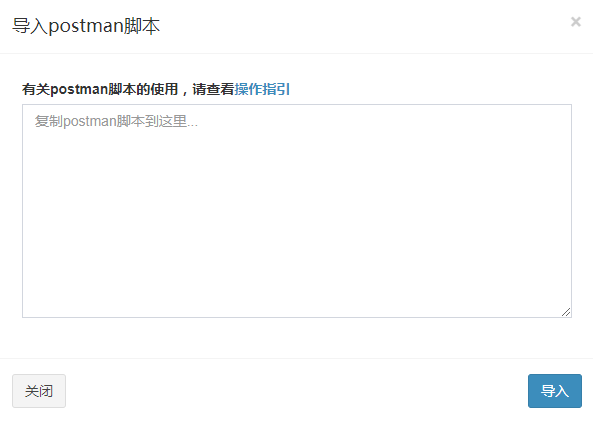 导入postman脚本
×
有关postman脚本的使用，请查看操作指引
复制postman脚本到这里...
关闭
导入